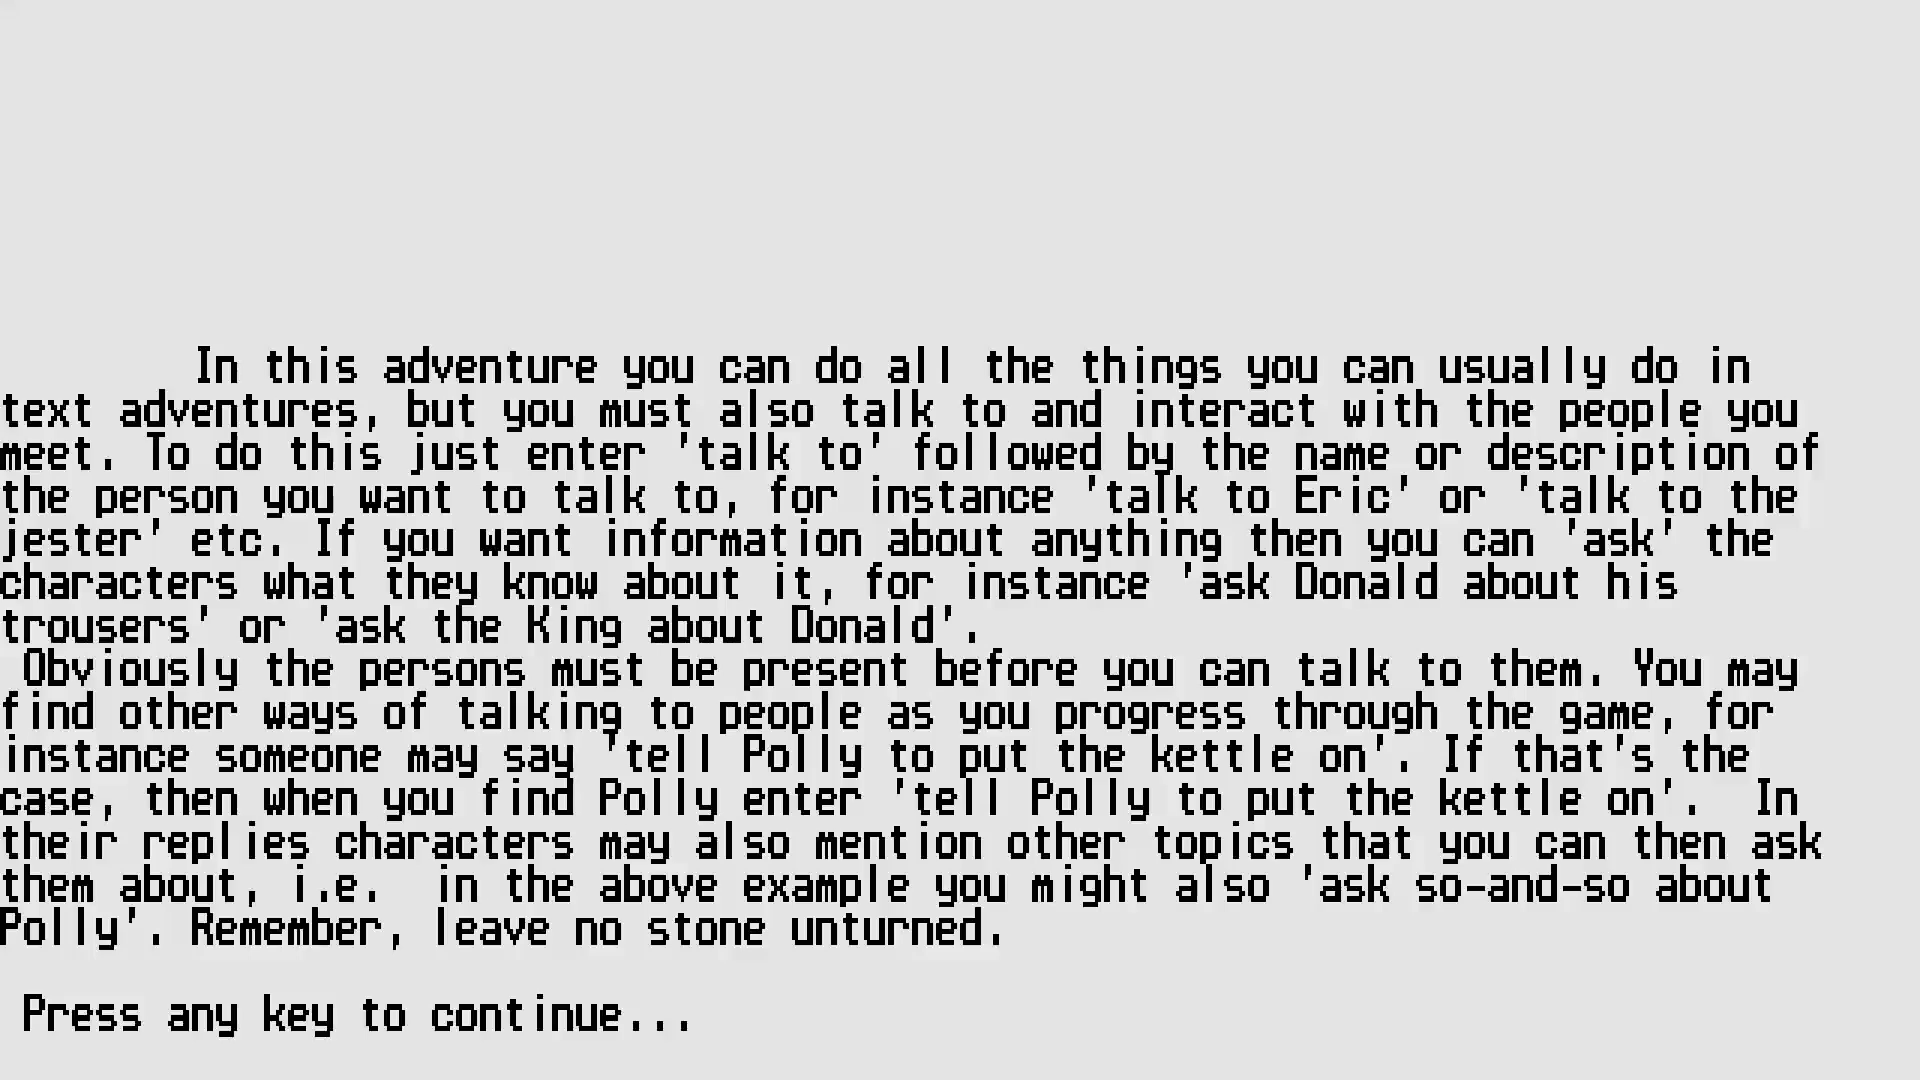 In this adventure you can do all the things you can usually do in
text adventures, but you must also talk to and interact with the people you
meet. To do this just enter 'talk to' followed by the name or description of
the person you want to talk to, for instance 'talk to Eric' or 'talk to the
jester' etc. If you want information about anything then you can 'ask' the
characters what they know about it, for instance 'ask Donald about his
trousers' or 'ask the King about Donald'.
Obviously the persons must be present before you can talk to them. You may
find other ways of talking to people as you progress through the game, for
instance someone may say 'tell Polly to put the kettle on'. If that's the
case, then when you find Polly enter 'tell Polly to put the kettle on'.  In
their replies characters may also mention other topics that you can then ask
them about, i.e.  in the above example you might also 'ask so-and-so about
Polly'. Remember, leave no stone unturned.
Press any key to continue...